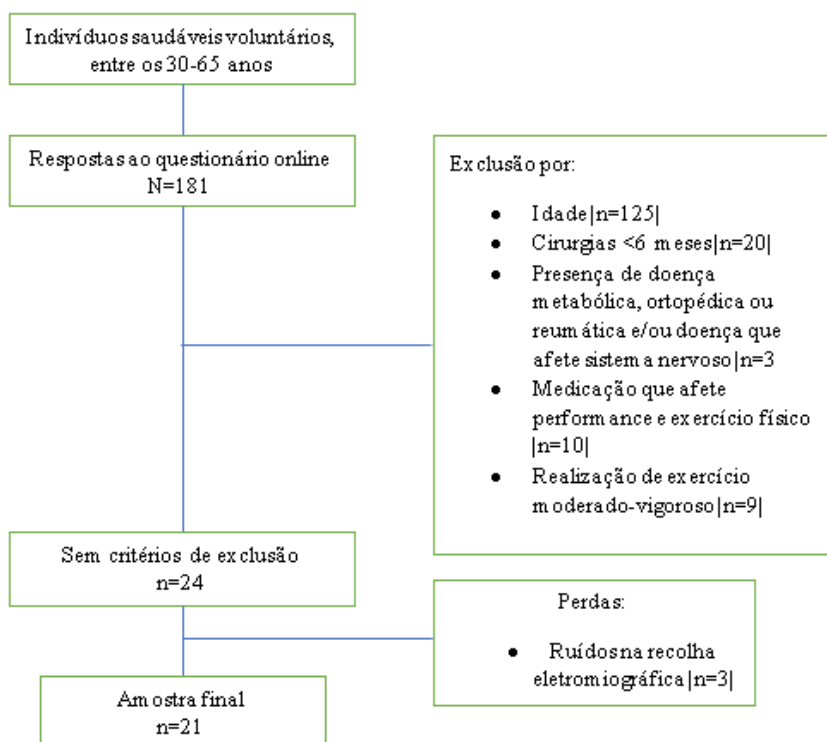 Indivíduos saudáveis voluntários,
entre os 30-65 anos
Respostas ao questionário online
N=181
Exclusão por:
● Idade|n=125|
● Cirurgias <6 meses|n=20|
● Presença de doença
metabólica, ortopédica ou
reumática e/ou doença que
afete sistema nervoso|n=3
● Medicação que afete
performance e exercício físico
|n=10|
● Realização de exercício
moderado-vigoroso|n=9|
Sem critérios de exclusão
n=24
Perdas:
● Ruídos na recolha
eletromiográfica|n=3|
Amostra final
n=21